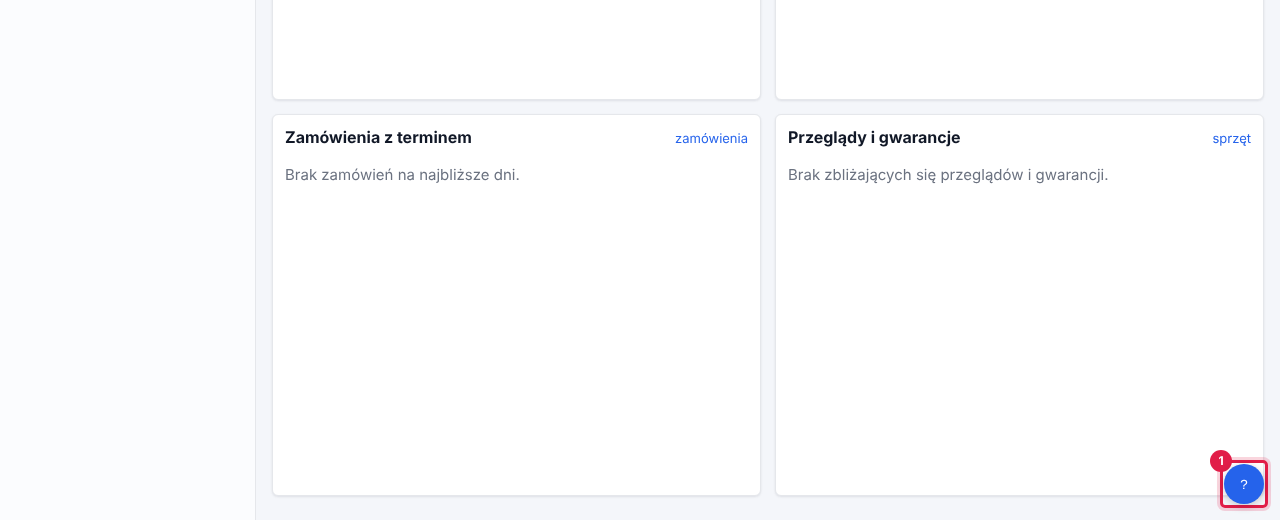 Zamówienia z terminem
zamówienia
Brak zamówień na najbliższe dni.
Przeglądy i gwarancje
sprzęt
Brak zbliżających się przeglądów i gwarancji.
1
?